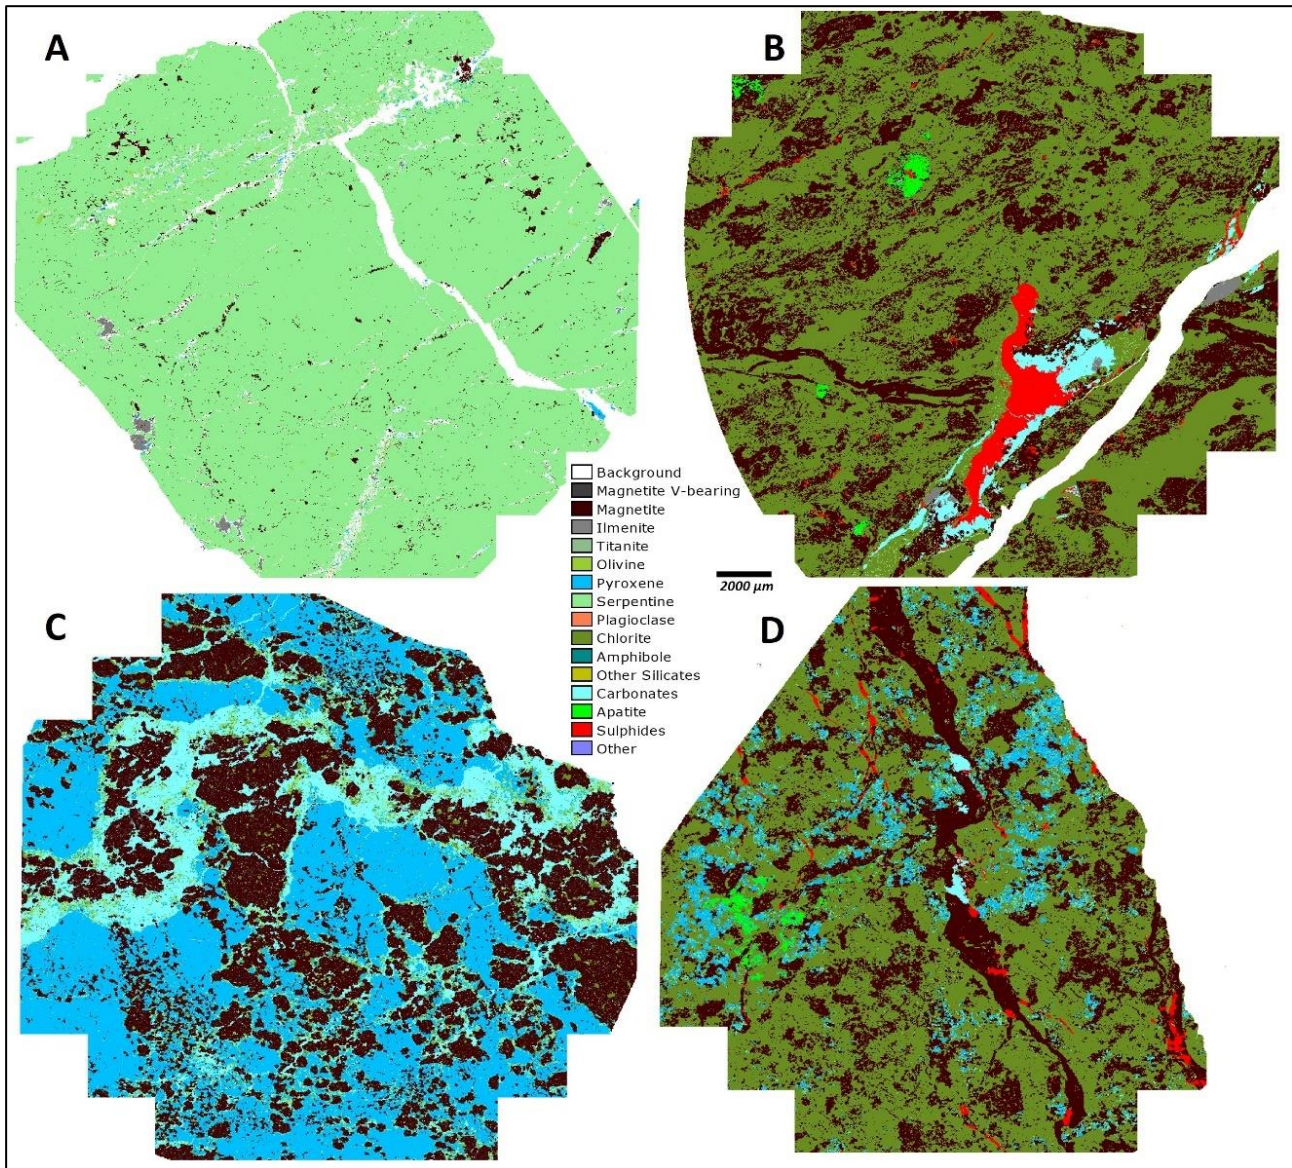 A
B
Background
Magnetite V-bearing
Magnetite
Ilmenite
Titanite
Olivine
Pyroxene
Serpentine
Plagioclase
Chlorite
Amphibole
Other Silicates
Carbonates
Apatite
Sulphides
Other
2000 µm
C
D